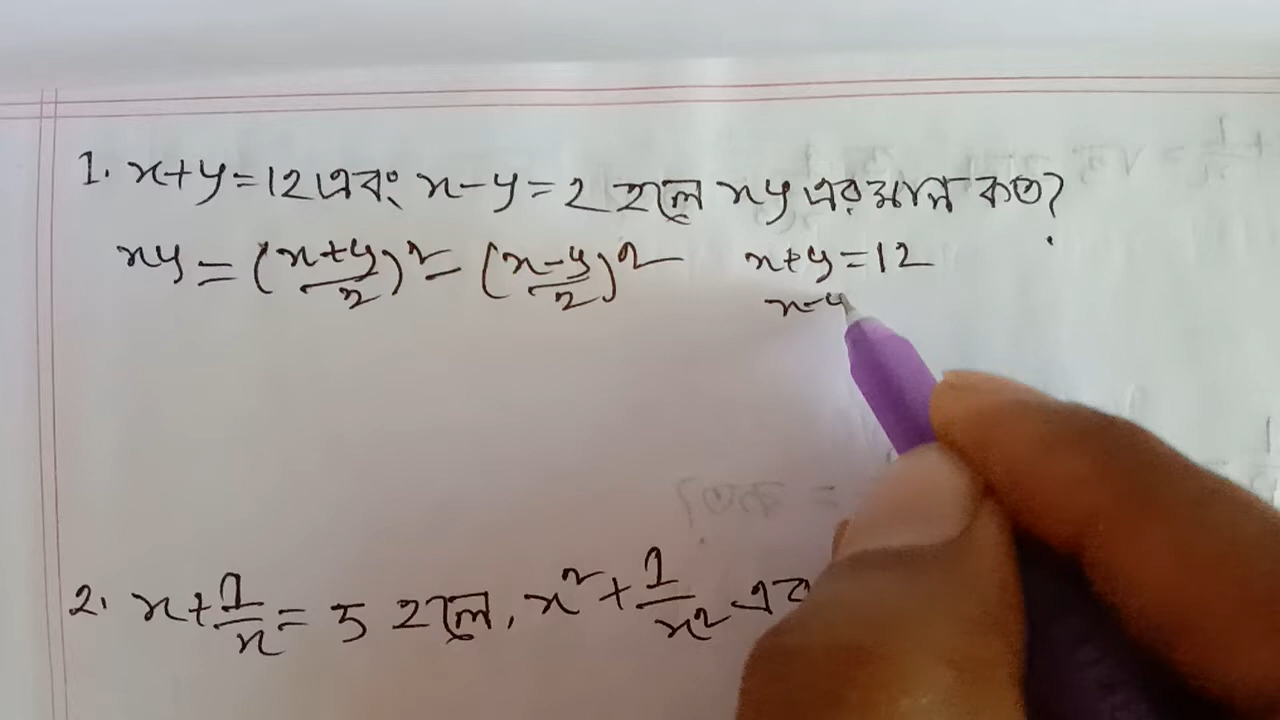 1. x+y=12 এবং x-y=2 হলে xy এর মান কত?
xy = (x+y/2)² = (x-y/2)² x+y=12
x-y
2. x+1/x = 5 হলে, x²+1/x² এর